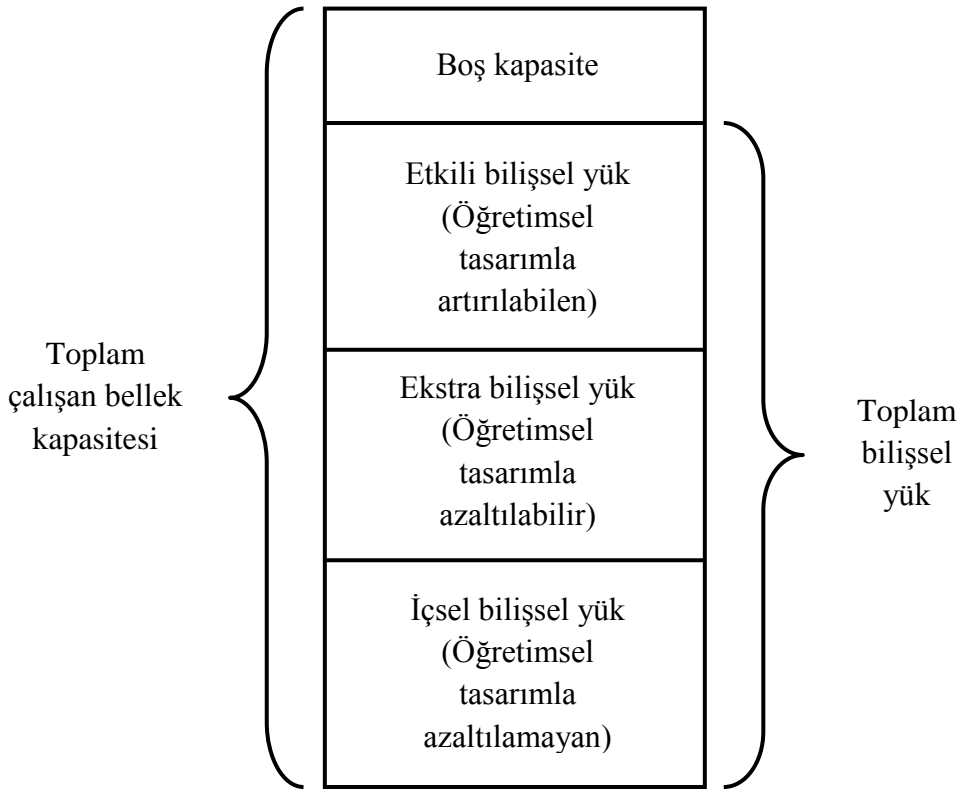 Boş kapasite
Etkili bilişsel yük
(Öğretimsel
tasarımla
artırılabilen)
Ekstra bilişsel yük
(Öğretimsel
tasarımla
azaltılabilir)
İçsel bilişsel yük
(Öğretimsel
tasarımla
azaltılamayan)
Toplam
çalışan bellek
kapasitesi
Toplam
bilişsel
yük